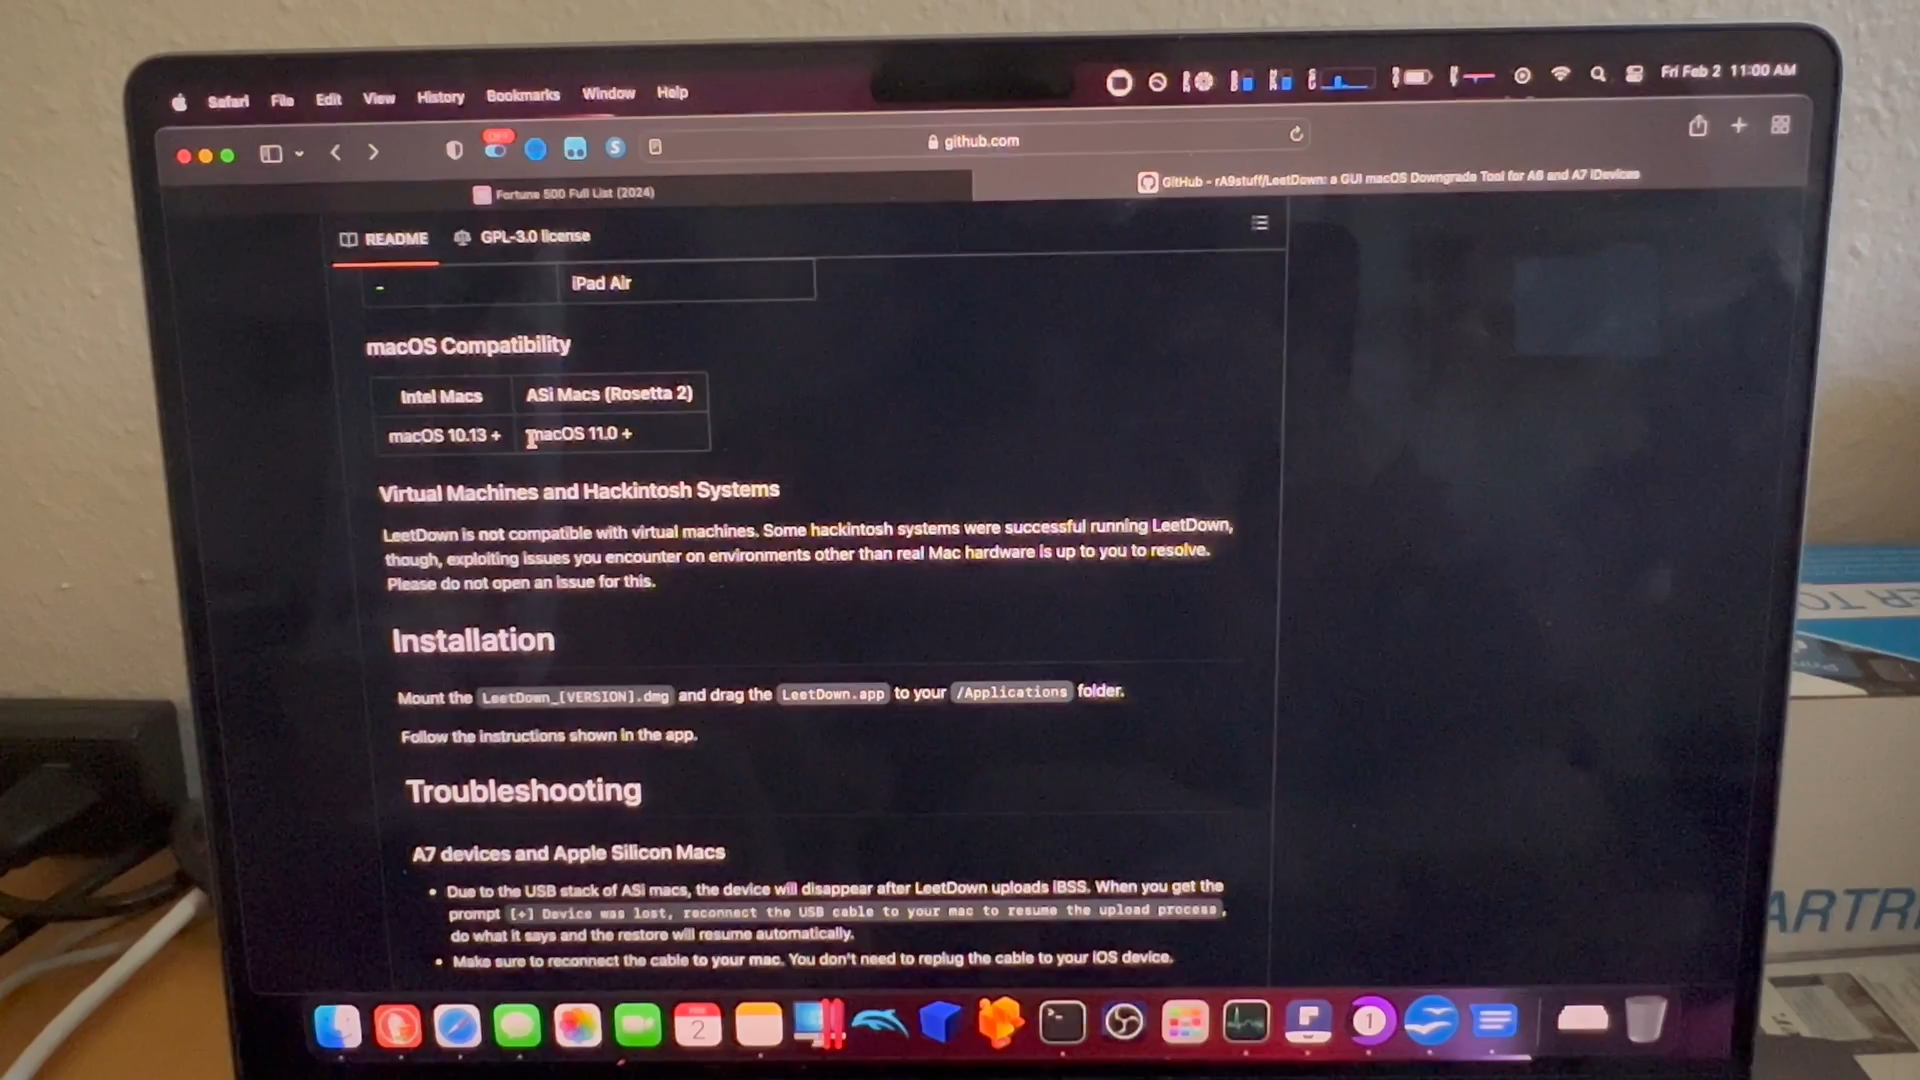 Safari File Edit View History Bookmarks Window Help
Fri Feb 2 11:00 AM
github.com
Fortune 500 Full List (2024)
GitHub - rA9stuff/LeetDown: a GUI macOS Downgrade Tool for A6 and A7 iDevices
README
GPL-3.0 license
-
iPad Air
macOS Compatibility
Intel Macs
ASi Macs (Rosetta 2)
macOS 10.13 +
macOS 11.0 +
Virtual Machines and Hackintosh Systems
LeetDown is not compatible with virtual machines. Some hackintosh systems were successful running LeetDown,
though, exploiting issues you encounter on environments other than real Mac hardware is up to you to resolve.
Please do not open an issue for this.
Installation
Mount the LeetDown_[VERSION].dmg and drag the LeetDown.app to your /Applications folder.
Follow the instructions shown in the app.
Troubleshooting
A7 devices and Apple Silicon Macs
• Due to the USB stack of ASi macs, the device will disappear after LeetDown uploads iBSS. When you get the
prompt [+] Device was lost, reconnect the USB cable to your mac to resume the upload process,
do what it says and the restore will resume automatically.
• Make sure to reconnect the cable to your mac. You don't need to replug the cable to your iOS device.
2
1